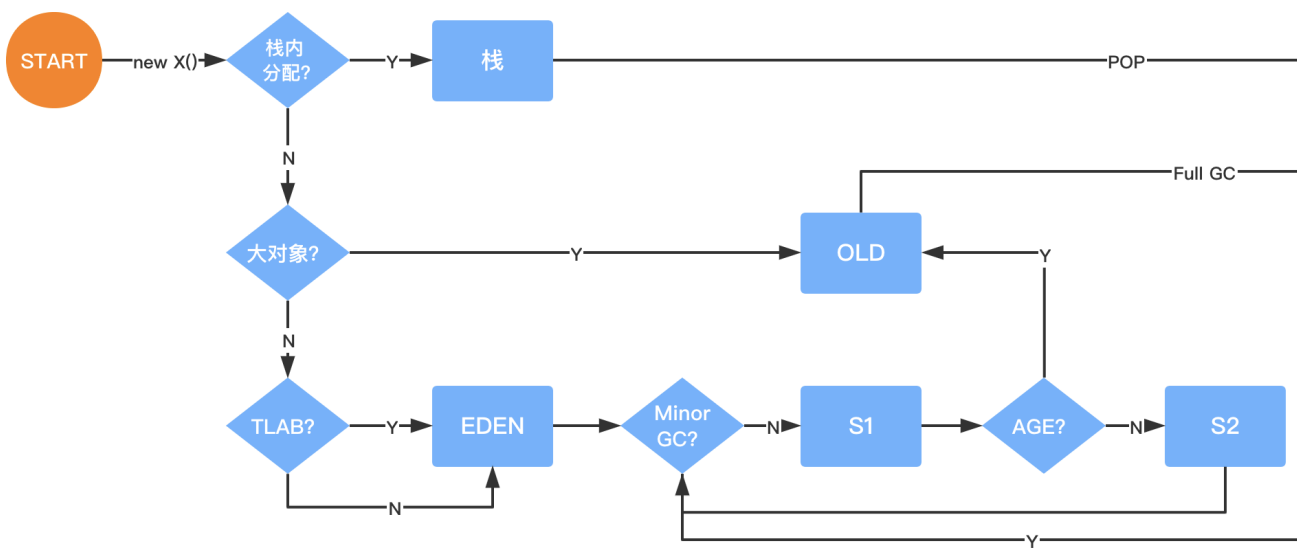 START
new X()
栈内
分配?
Y
栈
POP
N
Full GC
大对象?
Y
OLD
Y
N
TLAB?
Y
EDEN
Minor
GC?
N
S1
AGE?
N
S2
N
Y